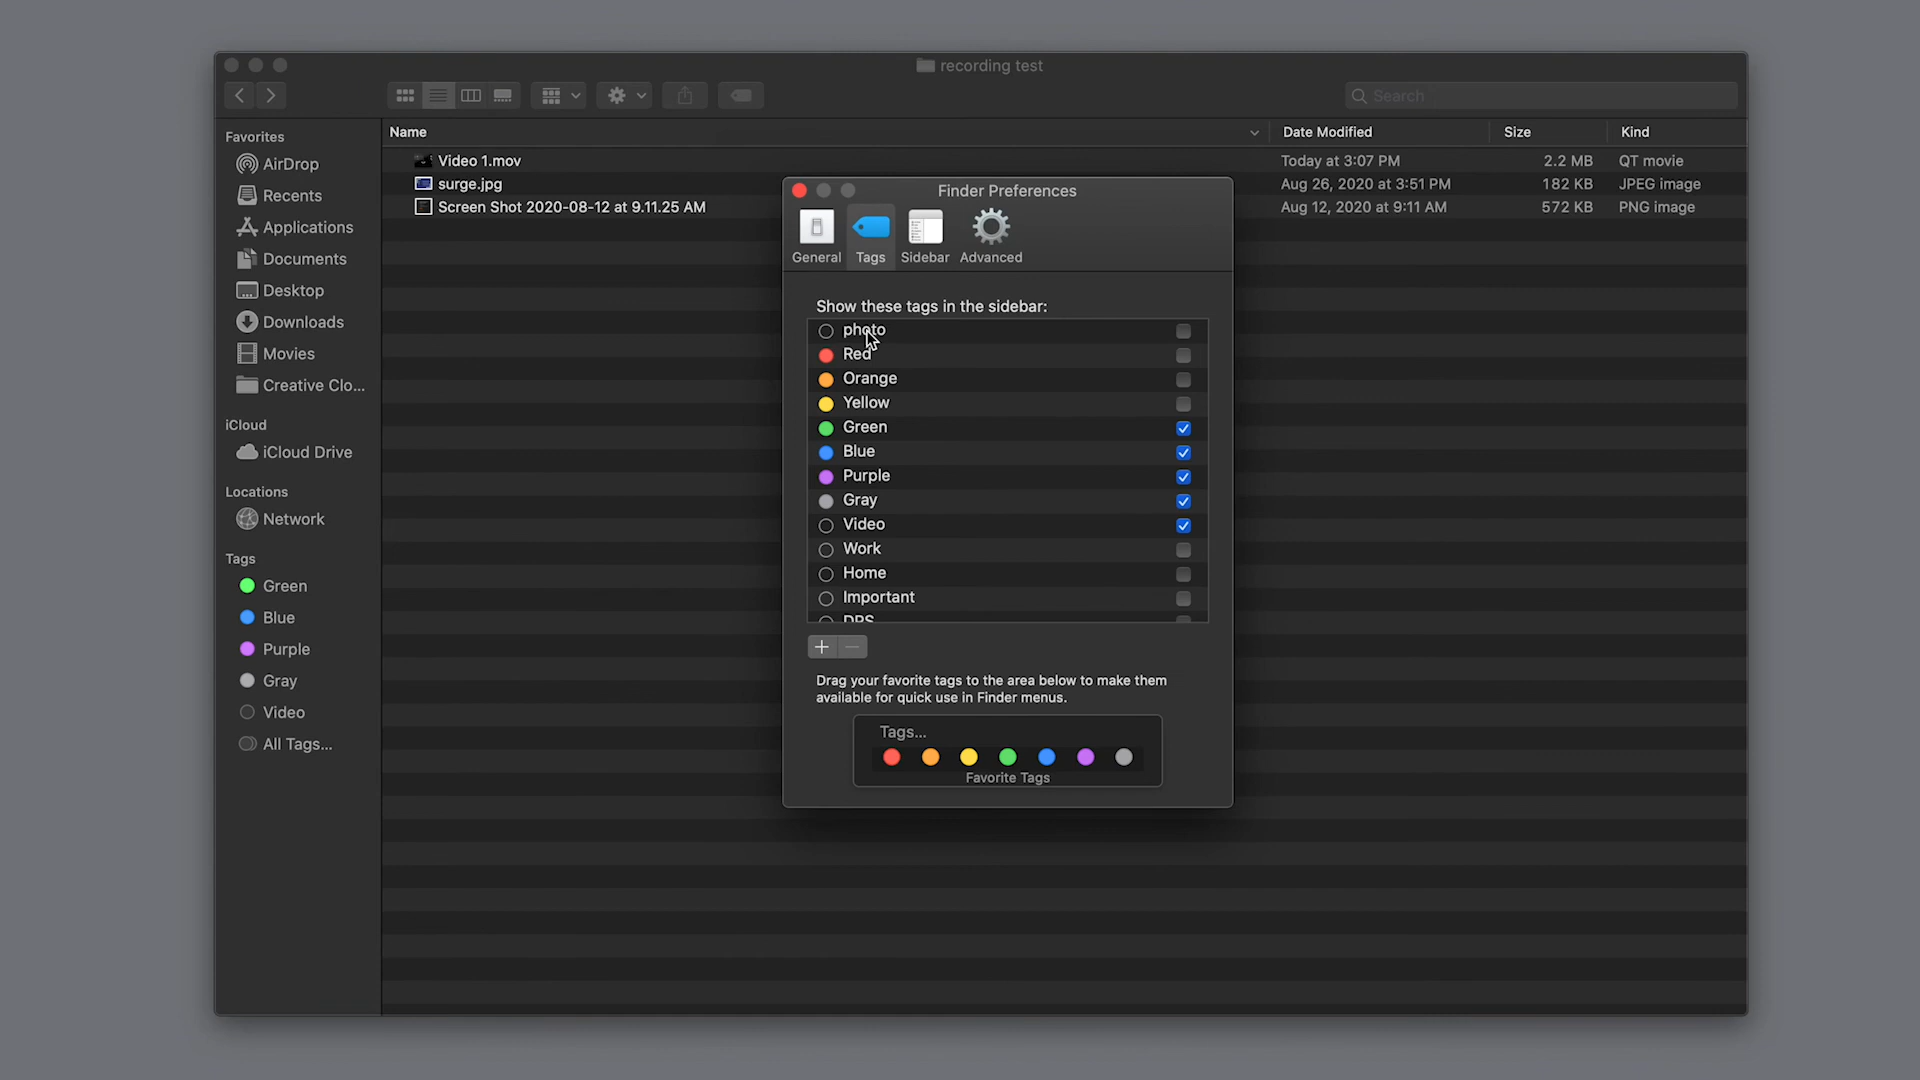 recording test
Search
Favorites
AirDrop
Recents
Applications
Documents
Desktop
Downloads
Movies
Creative Clo...
iCloud
iCloud Drive
Locations
Network
Tags
Green
Blue
Purple
Gray
Video
All Tags...
Name Date Modified Size Kind
Video 1.mov Today at 3:07 PM 2.2 MB QT movie
surge.jpg Aug 26, 2020 at 3:51 PM 182 KB JPEG image
Screen Shot 2020-08-12 at 9.11.25 AM Aug 12, 2020 at 9:11 AM 572 KB PNG image
Finder Preferences
General Tags Sidebar Advanced
Show these tags in the sidebar:
photo
Red
Orange
Yellow
Green
Blue
Purple
Gray
Video
Work
Home
Important
DPS
Drag your favorite tags to the area below to make them
available for quick use in Finder menus.
Tags...
Favorite Tags